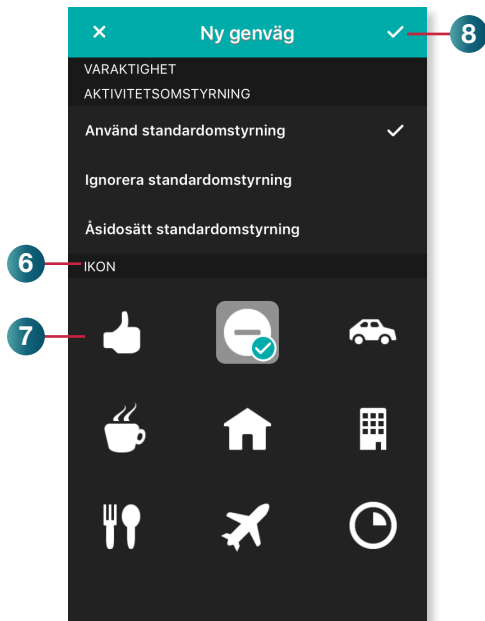 Ny genväg
8
VARAKTIGHET
AKTIVITETSOMSTYRNING
Använd standardomstyrning
Ignorera standardomstyrning
Åsidosätt standardomstyrning
6
IKON
7